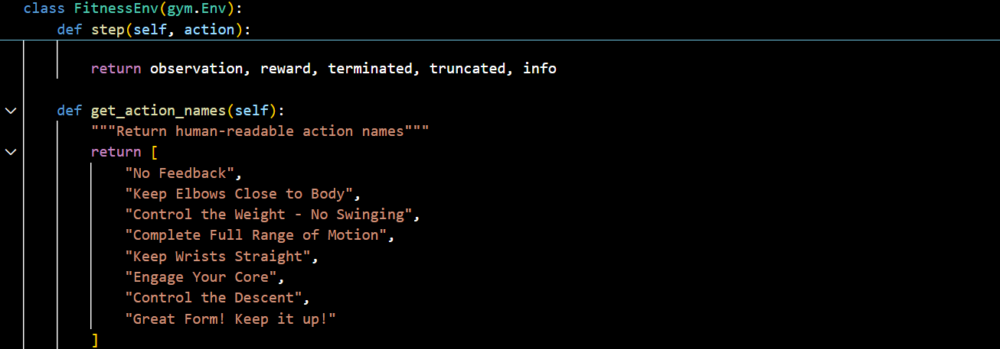 class FitnessEnv(gym.Env):
def step(self, action):
return observation, reward, terminated, truncated, info
def get_action_names(self):
"""Return human-readable action names"""
return [
"No Feedback",
"Keep Elbows Close to Body",
"Control the Weight - No Swinging",
"Complete Full Range of Motion",
"Keep Wrists Straight",
"Engage Your Core",
"Control the Descent",
"Great Form! Keep it up!"
]